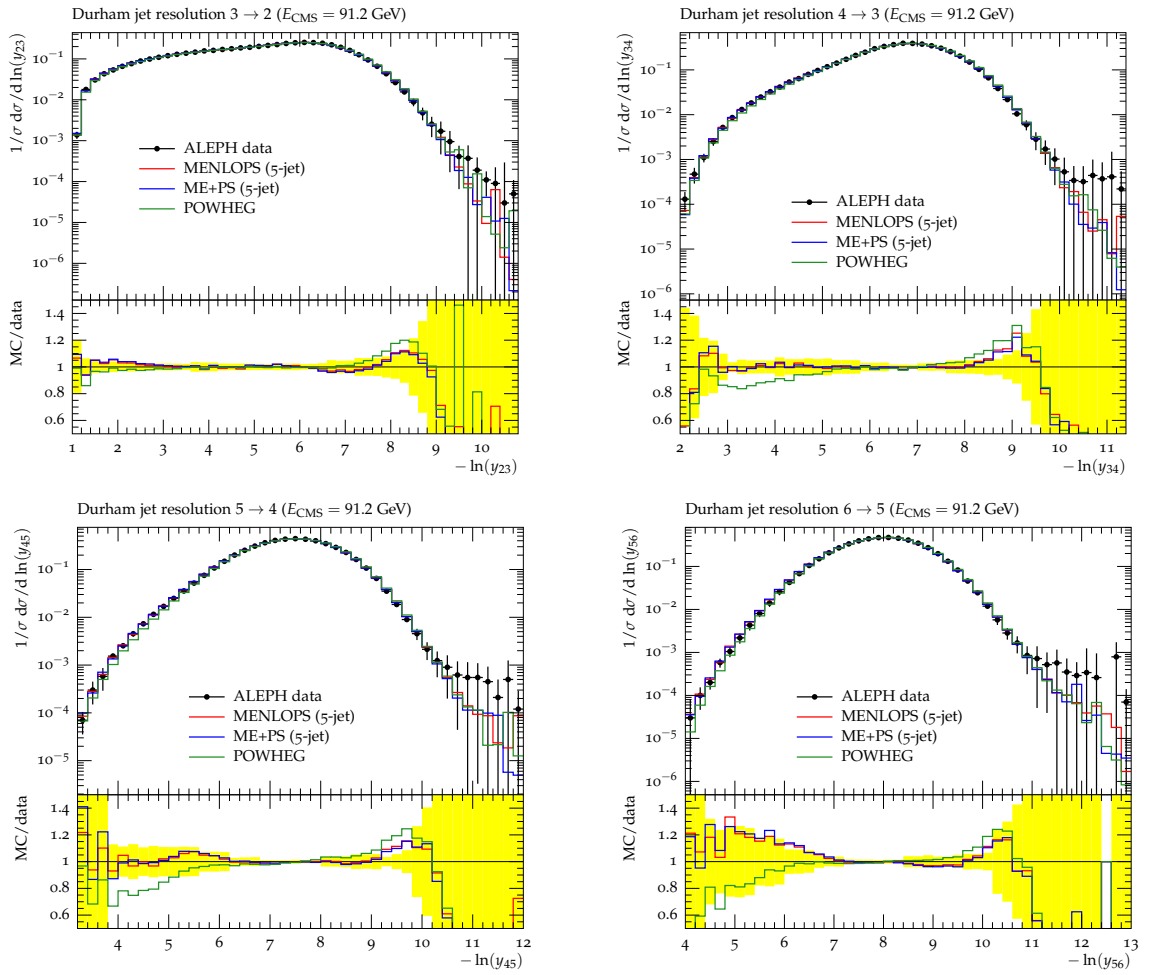 Durham jet resolution 3 → 2 (E_CMS = 91.2 GeV)
1/σ dσ/d ln(y_23)
10^−1
10^−2
10^−3
10^−4
10^−5
10^−6
ALEPH data
MENLOPS (5-jet)
ME+PS (5-jet)
POWHEG
MC/data
1.4
1.2
1
0.8
0.6
1 2 3 4 5 6 7 8 9 10
− ln(y_23)
Durham jet resolution 4 → 3 (E_CMS = 91.2 GeV)
1/σ dσ/d ln(y_34)
10^−1
10^−2
10^−3
10^−4
10^−5
10^−6
ALEPH data
MENLOPS (5-jet)
ME+PS (5-jet)
POWHEG
MC/data
1.4
1.2
1
0.8
0.6
2 3 4 5 6 7 8 9 10 11
− ln(y_34)
Durham jet resolution 5 → 4 (E_CMS = 91.2 GeV)
1/σ dσ/d ln(y_45)
10^−1
10^−2
10^−3
10^−4
10^−5
ALEPH data
MENLOPS (5-jet)
ME+PS (5-jet)
POWHEG
MC/data
1.4
1.2
1
0.8
0.6
4 5 6 7 8 9 10 11 12
− ln(y_45)
Durham jet resolution 6 → 5 (E_CMS = 91.2 GeV)
1/σ dσ/d ln(y_56)
10^−1
10^−2
10^−3
10^−4
10^−5
10^−6
ALEPH data
MENLOPS (5-jet)
ME+PS (5-jet)
POWHEG
MC/data
1.4
1.2
1
0.8
0.6
4 5 6 7 8 9 10 11 12 13
− ln(y_56)